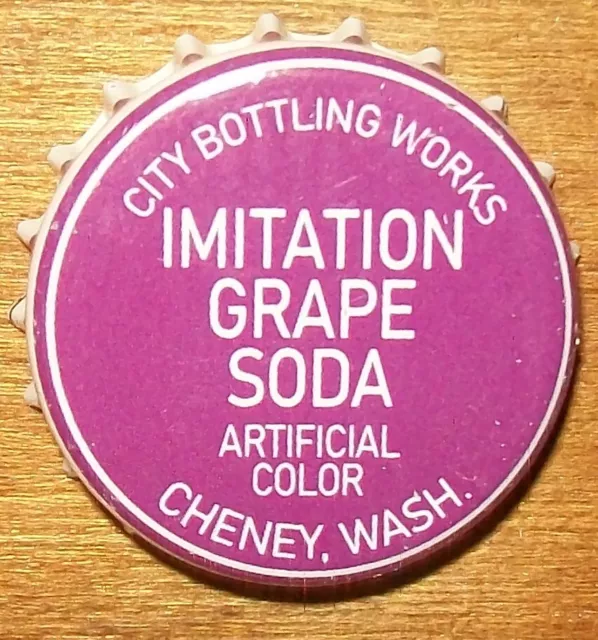 CITY BOTTLING WORKS
IMITATION
GRAPE
SODA
ARTIFICIAL
COLOR
CHENEY, WASH.